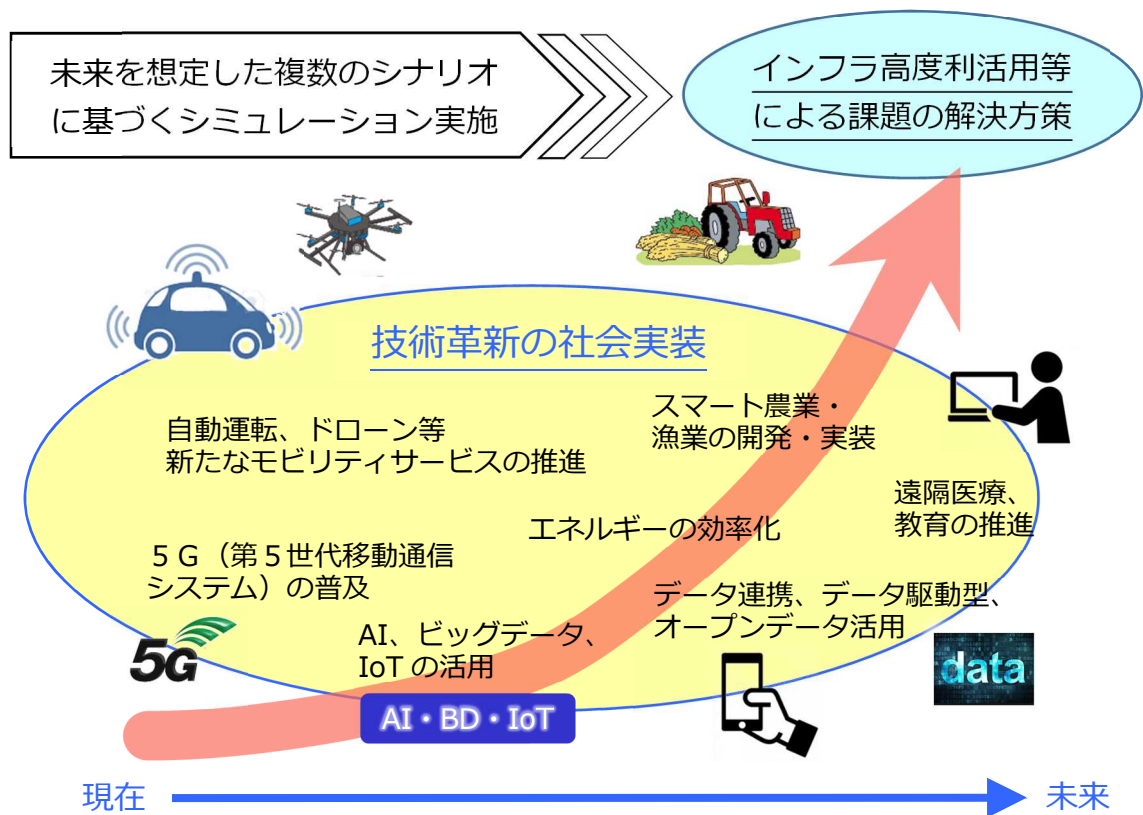 未来を想定した複数のシナリオ
に基づくシミュレーション実施
インフラ高度利活用等
による課題の解決方策
技術革新の社会実装
自動運転、ドローン等
新たなモビリティサービスの推進
スマート農業・
漁業の開発・実装
遠隔医療、
教育の推進
エネルギーの効率化
５Ｇ（第５世代移動通信
システム）の普及
データ連携、データ駆動型、
オープンデータ活用
5G
AI、ビッグデータ、
IoT の活用
data
AI・BD・IoT
現在
未来